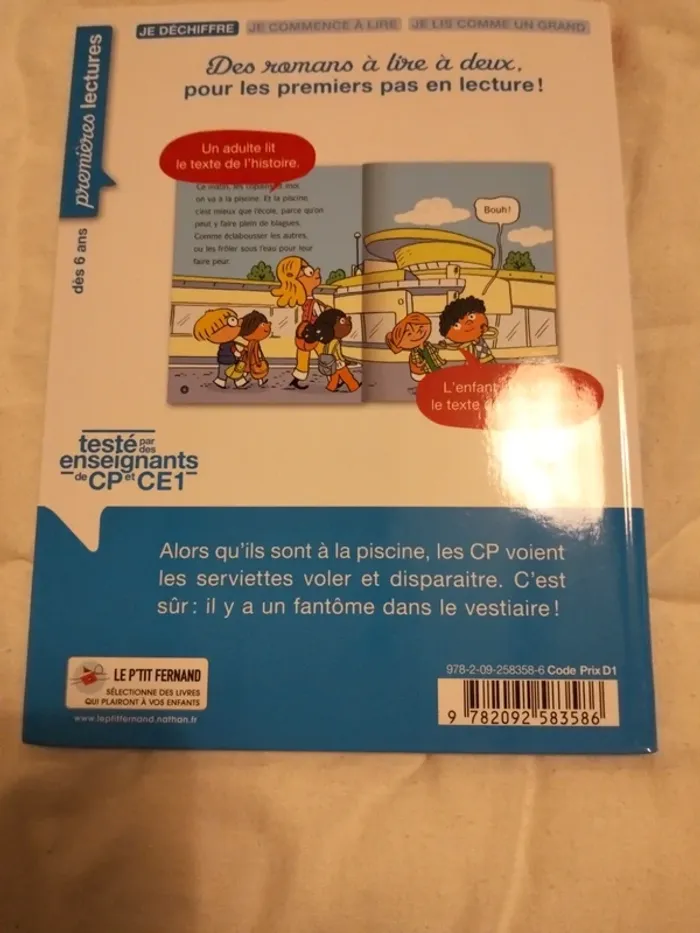 JE DÉCHIFFRE JE COMMENCE À LIRE JE LIS COMME UN GRAND
Des romans à lire à deux,
pour les premiers pas en lecture !
premières lectures
dès 6 ans
Un adulte lit
le texte de l'histoire.
Ce matin, les copains et moi
on va à la piscine. Et la piscine,
c'est mieux que l'école, parce qu'on
peut y faire plein de blagues.
Comme éclabousser les autres,
ou les frôler sous l'eau pour leur
faire peur.
Bouh !
L'enfant
le texte
testé par des
enseignants
de CP et CE1
Alors qu'ils sont à la piscine, les CP voient
les serviettes voler et disparaitre. C'est
sûr : il y a un fantôme dans le vestiaire !
LE P'TIT FERNAND
SÉLECTIONNE DES LIVRES
QUI PLAIRONT À VOS ENFANTS
www.leptitfernand.nathan.fr
978-2-09-258358-6 Code Prix D1
9 782092 583586